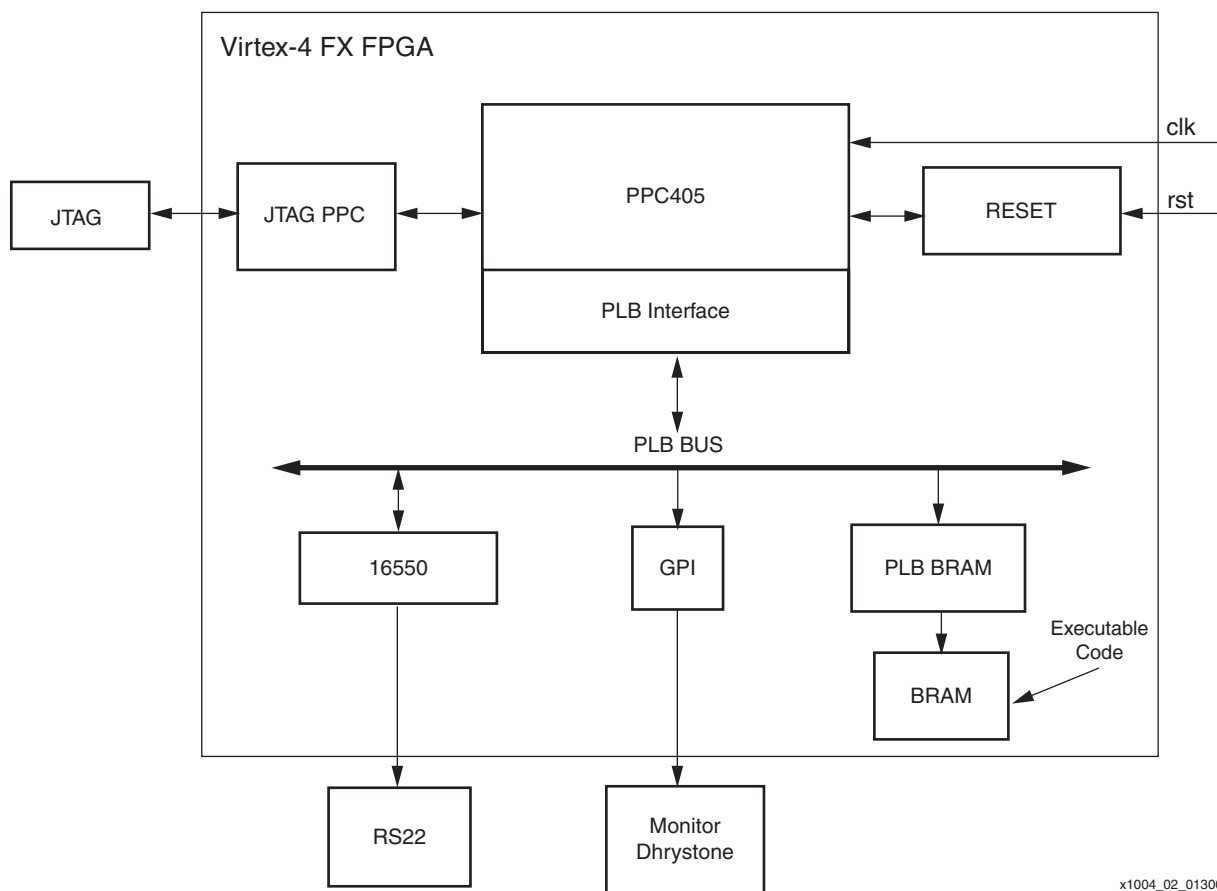 Virtex-4 FX FPGA
clk
JTAG
JTAG PPC
PPC405
RESET
rst
PLB Interface
PLB BUS
16550
GPI
PLB BRAM
Executable
Code
BRAM
RS22
Monitor
Dhrystone
x1004_02_01300